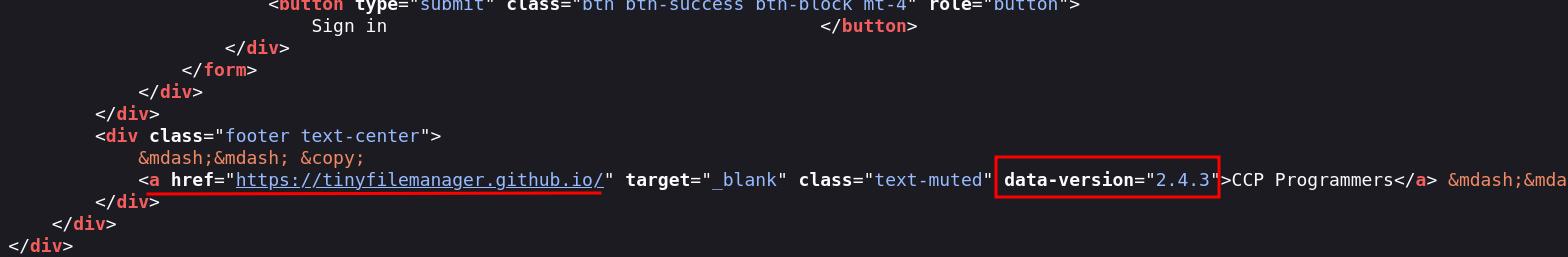 <button type="submit" class="btn btn-success btn-block mt-4" role="button">
Sign in </button>
</div>
</form>
</div>
</div>
<div class="footer text-center">
&mdash;&mdash; &copy;
<a href="https://tinyfilemanager.github.io/" target="_blank" class="text-muted" data-version="2.4.3">CCP Programmers</a> &mdash;&mda
</div>
</div>
</div>